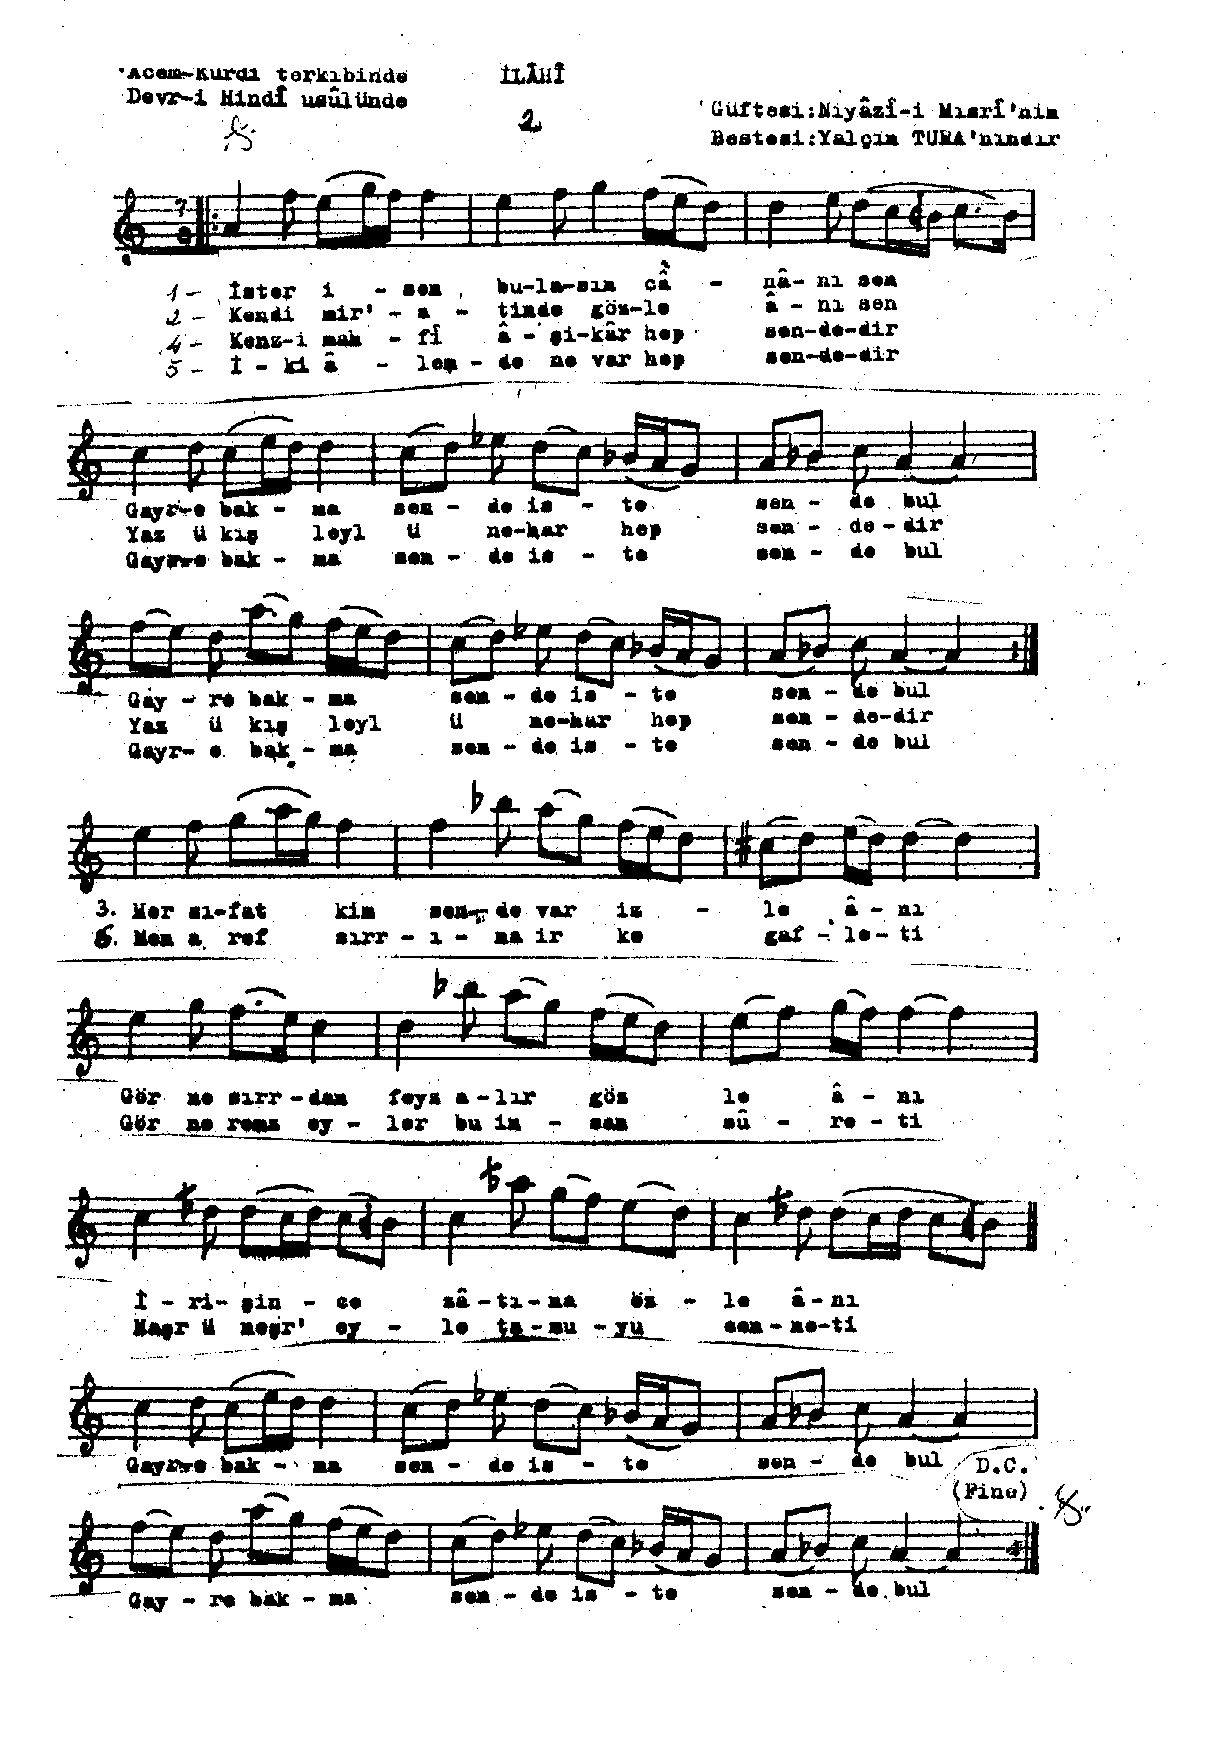 Acem-Kurdi terkibinde
Devr-i Hindî usûlünde
İLÂHÎ
2
Güftesi:Niyâzî-i Mısrî'nin
Bestesi:Yalçın TURA'nındır
7
8
1- İster i - sen bu-la-sın câ - nâ-nı sen
2- Kendi mir'-a - tinde göz-le â - nı sen
4- Kenz-i mah - fî â - şi-kâr hep sen-de-dir
5- İ - ki â - lem - de ne var hep sen-de-dir
Gayr-e bak - ma sen - de is - te sen - de bul
Yaz ü kış leyl ü ne-har hep sen - de-dir
Gayr-e bak - ma sen - de is - te sen - de bul
Gay - re bak - ma sen - de is - te sen - de bul
Yaz ü kış leyl ü ne-har hep sen - de-dir
Gayr- e bak - ma sen - de is - te sen - de bul
3. Her sı-fat kim sen- de var iz - le â - nı
6. Men a ref sırr - ı - na ir ke gaf - le-ti
Gör ne sırr-dan feyz a-lır göz le â - nı
Gör ne remz ey - ler bu in - san sû - re-ti
İ - ri-şin - ce zâ-tı-na öz - le â-nı
Haşr ü neşr' ey - le ta-mu-yu cen-ne-ti
Gayr-e bak - ma sen - de is - te sen - de bul
D.C.
(Fine)
Gay - re bak - ma sen - de is - te sen - de bul